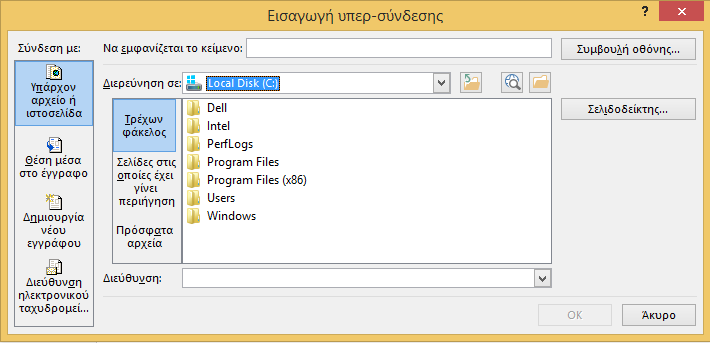 Εισαγωγή υπερ-σύνδεσης
Σύνδεση με:
Να εμφανίζεται το κείμενο:
Συμβουλή οθόνης...
Υπάρχον
αρχείο ή
ιστοσελίδα
Θέση μέσα
στο έγγραφο
Δημιουργία
νέου
εγγράφου
Διεύθυνση
ηλεκτρονικού
ταχυδρομεί...
Διερεύνηση σε:
Local Disk (C:)
Σελιδοδείκτης...
Τρέχων
φάκελος
Σελίδες στις
οποίες έχει
γίνει
περιήγηση
Πρόσφατα
αρχεία
Dell
Intel
PerfLogs
Program Files
Program Files (x86)
Users
Windows
Διεύθυνση:
OK
Άκυρο